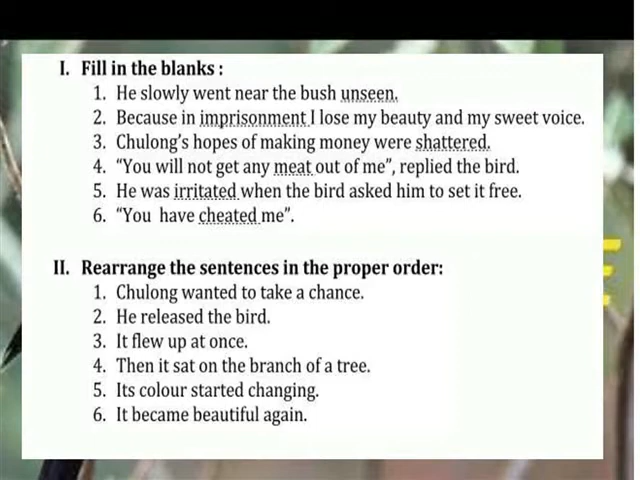 I. Fill in the blanks :
1. He slowly went near the bush unseen.
2. Because in imprisonment I lose my beauty and my sweet voice.
3. Chulong's hopes of making money were shattered.
4. “You will not get any meat out of me”, replied the bird.
5. He was irritated when the bird asked him to set it free.
6. “You have cheated me”.
II. Rearrange the sentences in the proper order:
1. Chulong wanted to take a chance.
2. He released the bird.
3. It flew up at once.
4. Then it sat on the branch of a tree.
5. Its colour started changing.
6. It became beautiful again.